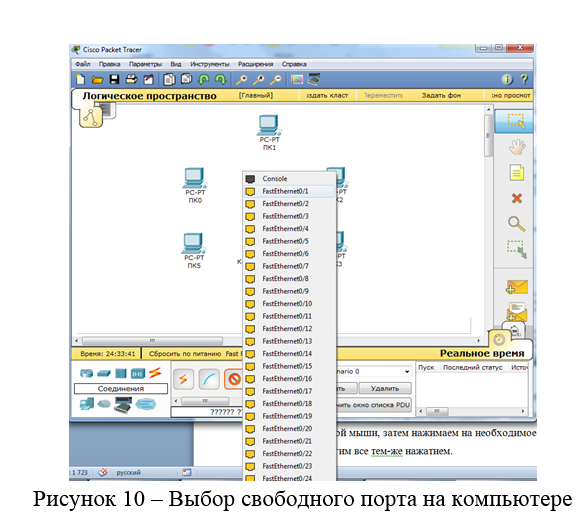 Cisco Packet Tracer
Файл Правка Параметры Вид Инструменты Расширения Справка
Логическое пространство [Главный] здать класт Переместите Задать фон но просмот
PC-PT
ПК1
PC-PT
ПК0
К2
PC-PT
ПК5
К
К3
Console
FastEthernet0/1
FastEthernet0/2
FastEthernet0/3
FastEthernet0/4
FastEthernet0/5
FastEthernet0/6
FastEthernet0/7
FastEthernet0/8
FastEthernet0/9
FastEthernet0/10
FastEthernet0/11
FastEthernet0/12
FastEthernet0/13
FastEthernet0/14
FastEthernet0/15
FastEthernet0/16
FastEthernet0/17
FastEthernet0/18
FastEthernet0/19
FastEthernet0/20
FastEthernet0/21
FastEthernet0/22
FastEthernet0/23
FastEthernet0/24
Время: 24:33:41 Сбросить по питанию Fast Реальное время
Соединения
?????? ?
nario 0
ть Удалить
чить окно списка PDU
Пуск Последний статус Источ
ой мыши, затем нажимаем на необходимое
тим все тем-же нажатием.
1 723 русский
Рисунок 10 – Выбор свободного порта на компьютере